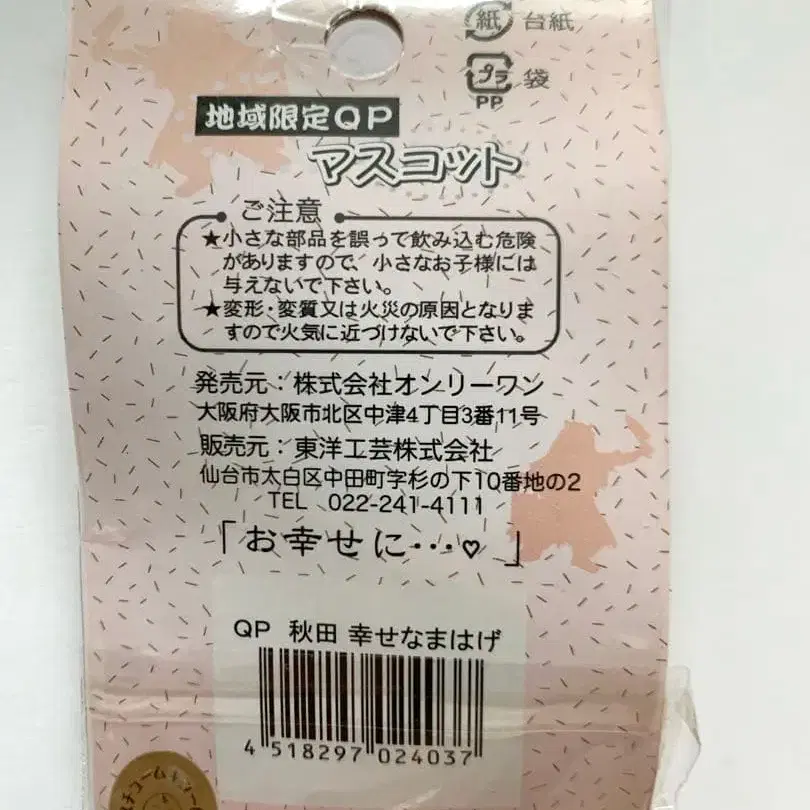 紙 台紙
プラ 袋
PP
地域限定QP
マスコット
ご注意
★小さな部品を誤って飲み込む危険
がありますので、小さなお子様には
与えないで下さい。
★変形・変質又は火災の原因となりま
すので火気に近づけないで下さい。
発売元:株式会社オンリーワン
大阪府大阪市北区中津4丁目3番11号
販売元:東洋工芸株式会社
仙台市太白区中田町字杉の下10番地の2
TEL 022-241-4111
「お幸せに・・・♡」
QP 秋田 幸せなまはげ
4 518297 024037